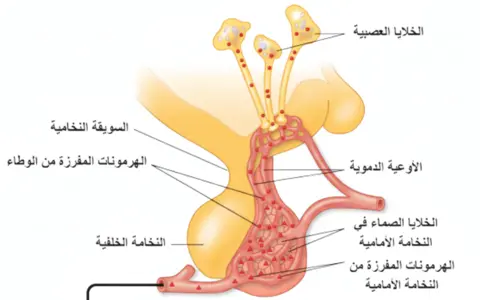 الخلايا العصبية
السويقة النخامية
الهرمونات المفرزة من الوطاء
الأوعية الدموية
الخلايا الصماء في
النخامة الأمامية
النخامة الخلفية
الهرمونات المفرزة من
النخامة الأمامية